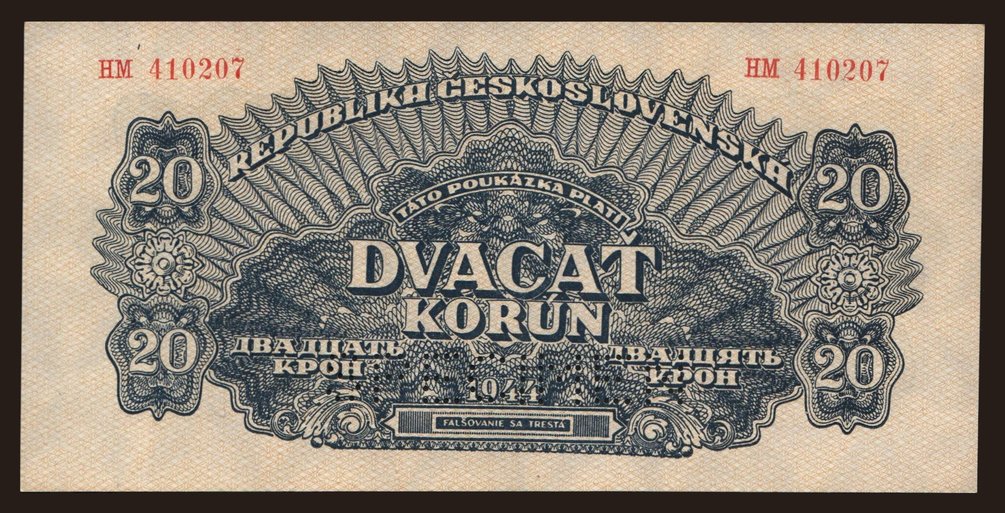 HM 410207
HM 410207
REPUBLIKA ČESKOSLOVENSKÁ
20
20
TÁTO POUKÁZKA PLATÍ
DVACAŤ
KORÚN
20
20
ДВАДЦАТЬ
КРОН
ДВАДЦЯТЬ
КРОН
1944
FALŠOVANIE SA TRESTÁ